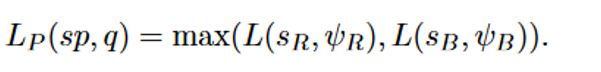 L_P(sp, q) = max(L(s_R, ψ_R), L(s_B, ψ_B)).